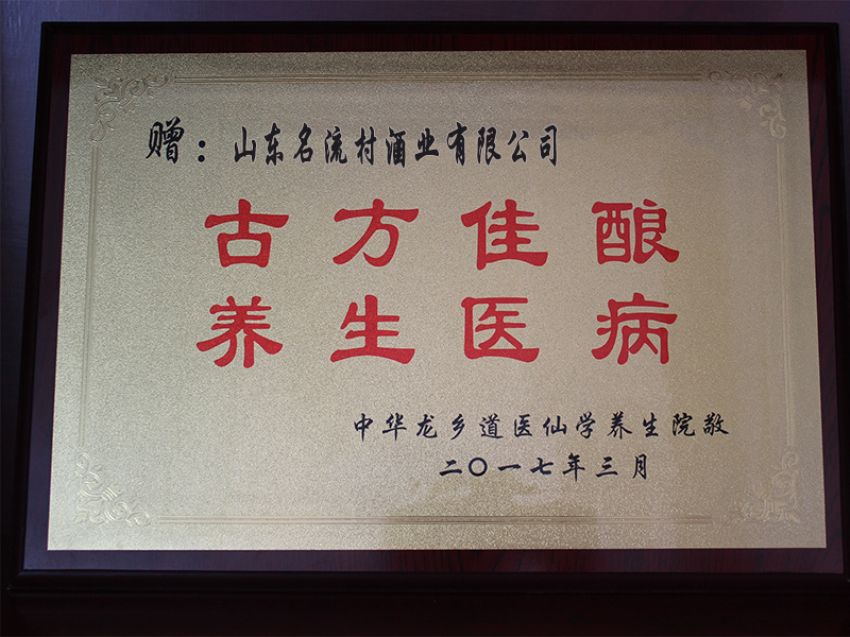 赠：山东名流村酒业有限公司
古方佳酿
养生医病
中华龙乡道医仙学养生院敬
二〇一七年三月